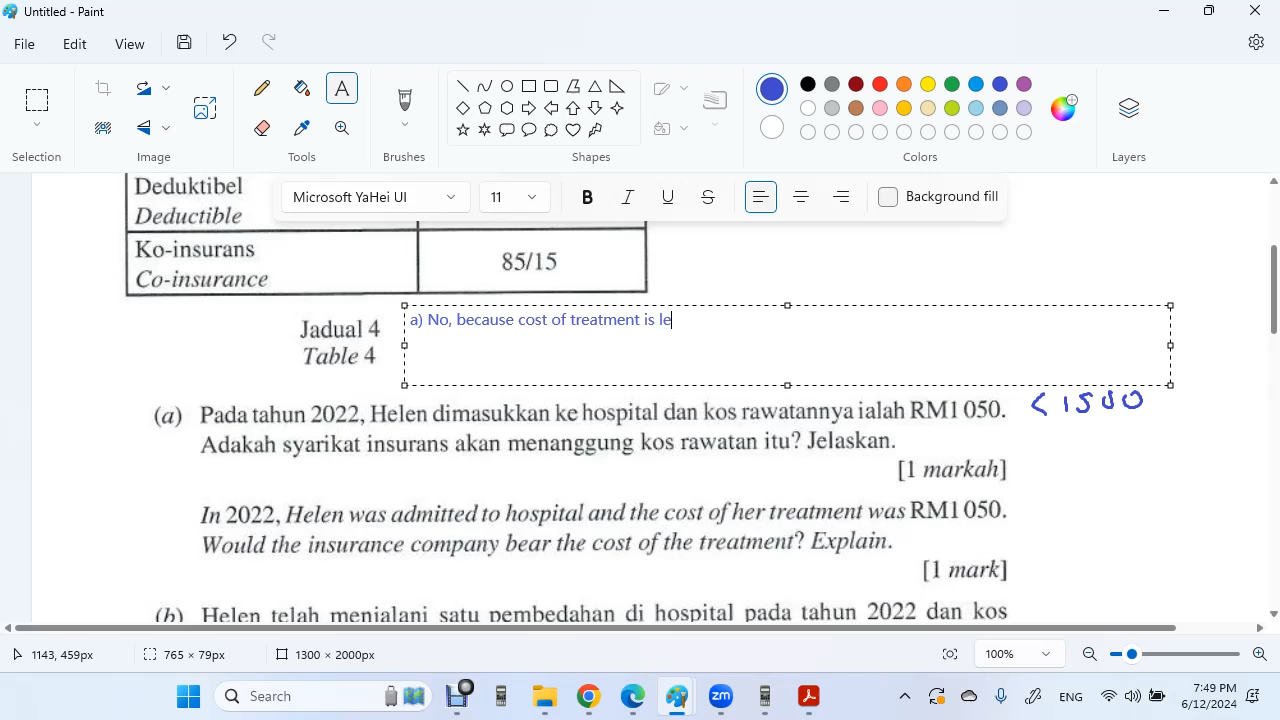 Untitled - Paint
File Edit View
Selection Image Tools Brushes Shapes Colors Layers
Microsoft YaHei UI 11 B I U S Background fill
Deduktibel
Deductible
Ko-insurans
Co-insurance
85/15
Jadual 4
Table 4
a) No, because cost of treatment is le
(a) Pada tahun 2022, Helen dimasukkan ke hospital dan kos rawatannya ialah RM1 050. < 1500
Adakah syarikat insurans akan menanggung kos rawatan itu? Jelaskan.
[1 markah]
In 2022, Helen was admitted to hospital and the cost of her treatment was RM1 050.
Would the insurance company bear the cost of the treatment? Explain.
[1 mark]
(b) Helen telah menjalani satu pembedahan di hospital pada tahun 2022 dan kos
1143, 459px 765 × 79px 1300 × 2000px 100%
Search zm ENG 7:49 PM
6/12/2024